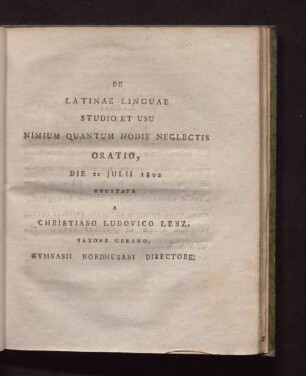 DE
LATINAE LINGUAE
STUDIO ET USU
NIMIUM QUANTUM HODIE NEGLECTIS
ORATIO,
DIE 22 JULII 1802
RECITATA
A
CHRISTIANO LUDOVICO LENZ,
SAXONE GERANO,
GYMNASII NORDHUSANI DIRECTORE;